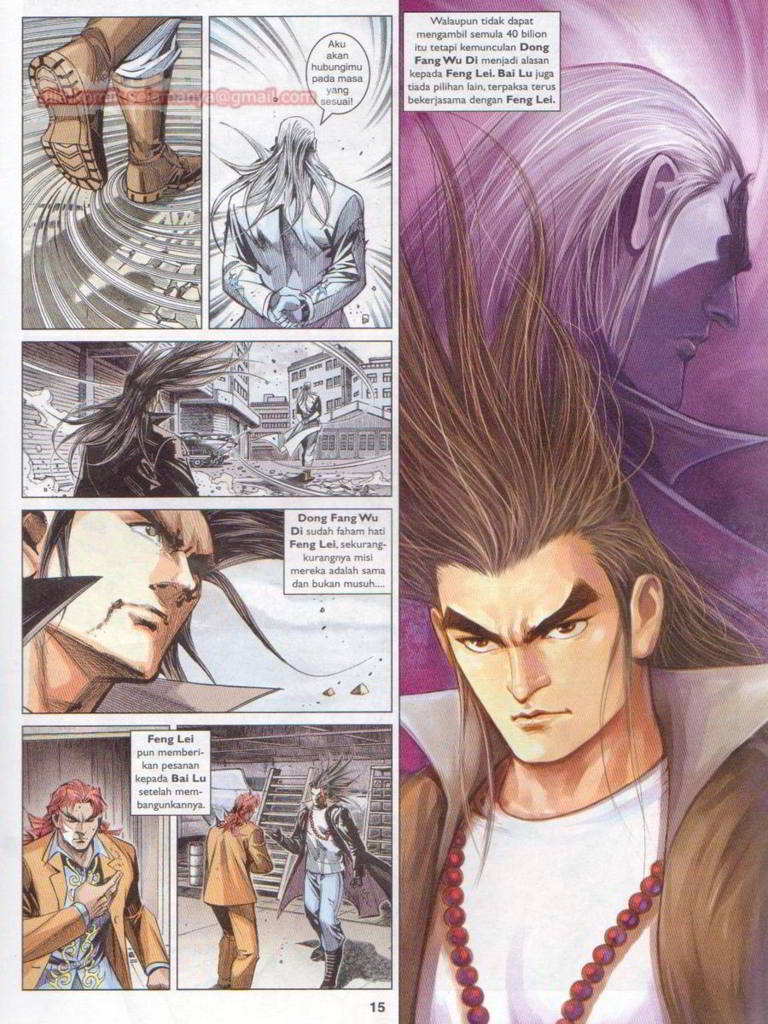 Aku
akan
hubungimu
pada masa
yang
sesuai!
Walaupun tidak dapat
mengambil semula 40 bilion
itu tetapi kemunculan Dong
Fang Wu Di menjadi alasan
kepada Feng Lei. Bai Lu juga
tiada pilihan lain, terpaksa terus
bekerjasama dengan Feng Lei.
Dong Fang Wu
Di sudah faham hati
Feng Lei, sekurang-
kurangnya misi
mereka adalah sama
dan bukan musuh....
Feng Lei
pun memberi-
kan pesanan
kepada Bai Lu
setelah mem-
bangunkannya.
15